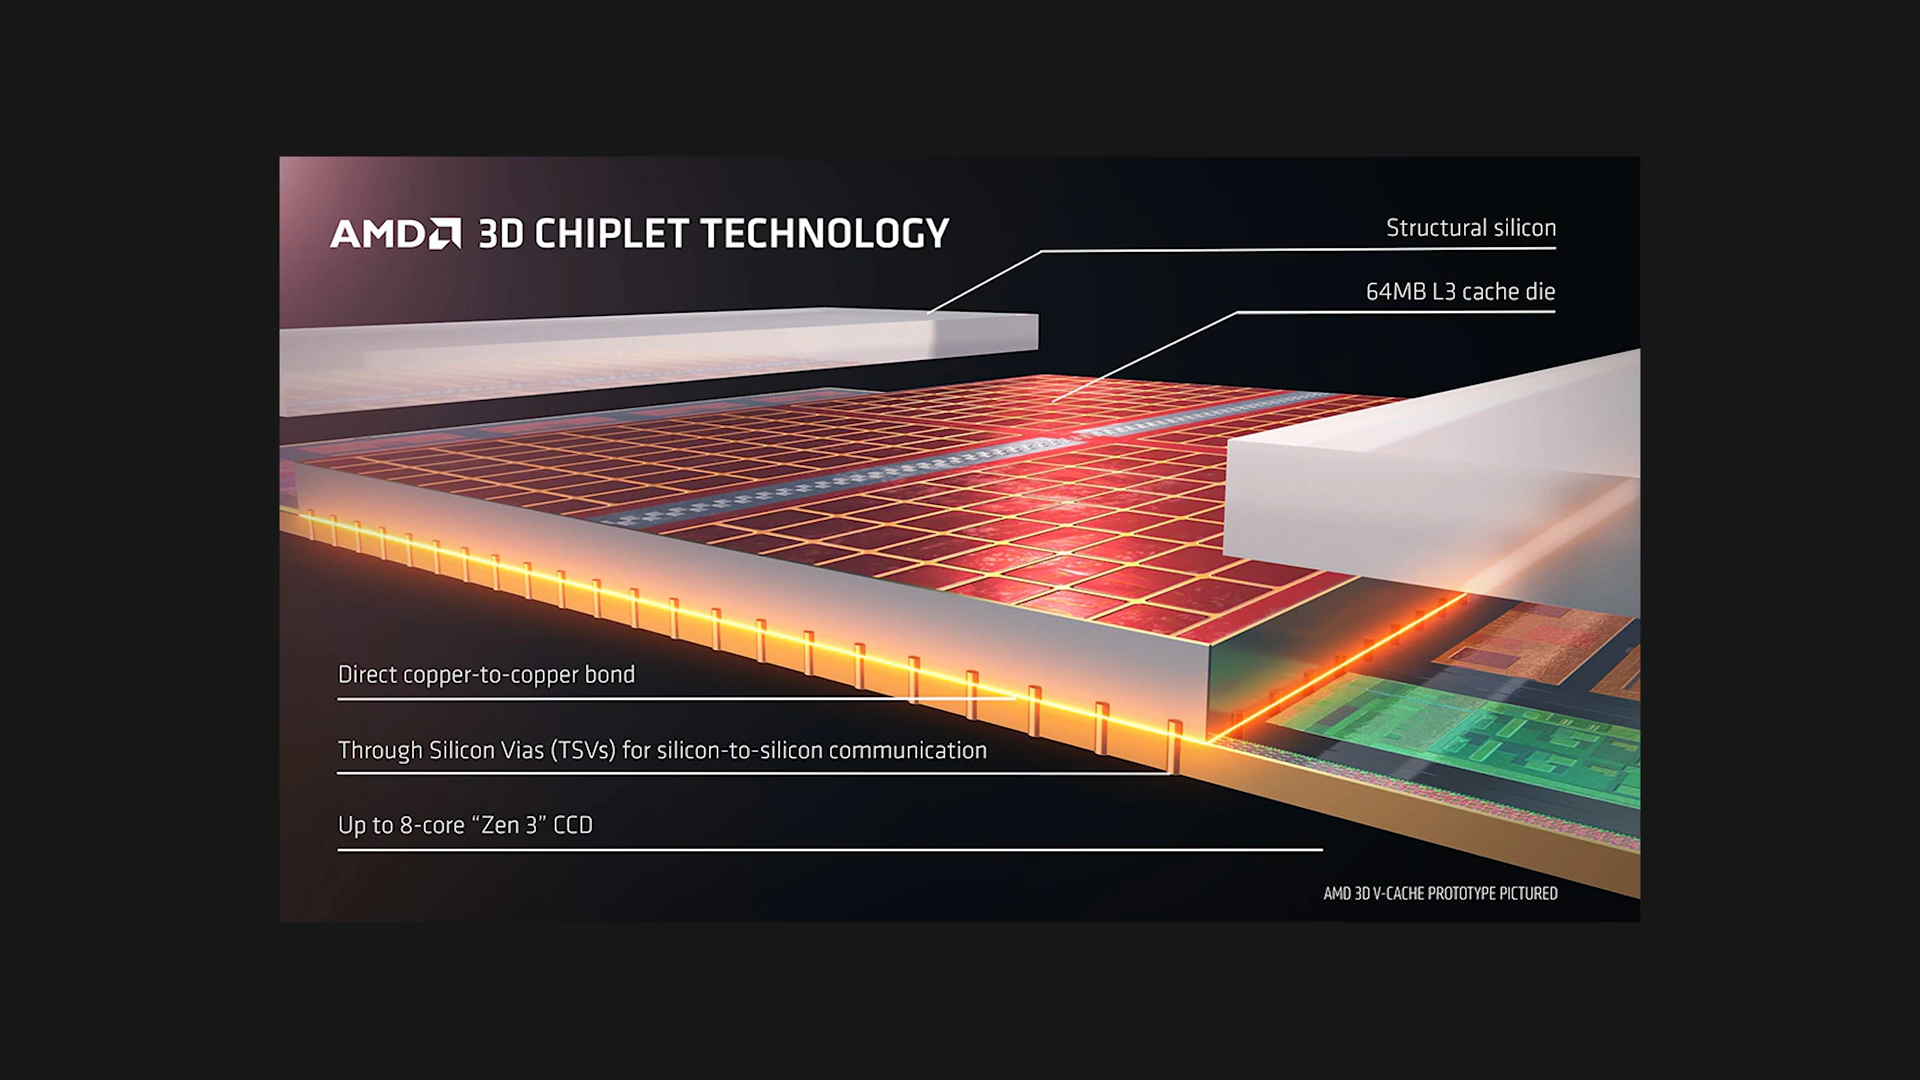 AMD 3D CHIPLET TECHNOLOGY
Structural silicon
64MB L3 cache die
Direct copper-to-copper bond
Through Silicon Vias (TSVs) for silicon-to-silicon communication
Up to 8-core “Zen 3” CCD
AMD 3D V-CACHE PROTOTYPE PICTURED